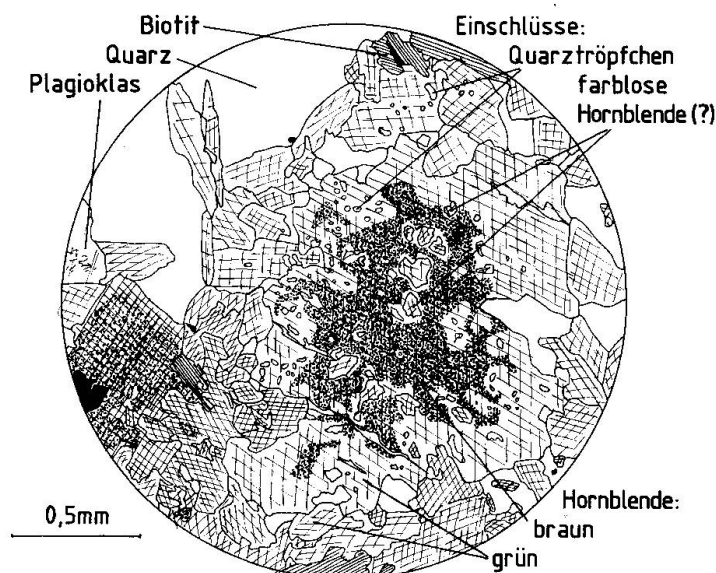 Biotit
Quarz
Plagioklas
Einschlüsse:
Quarztröpfchen
farblose
Hornblende(?)
0,5mm
Hornblende:
braun
grün